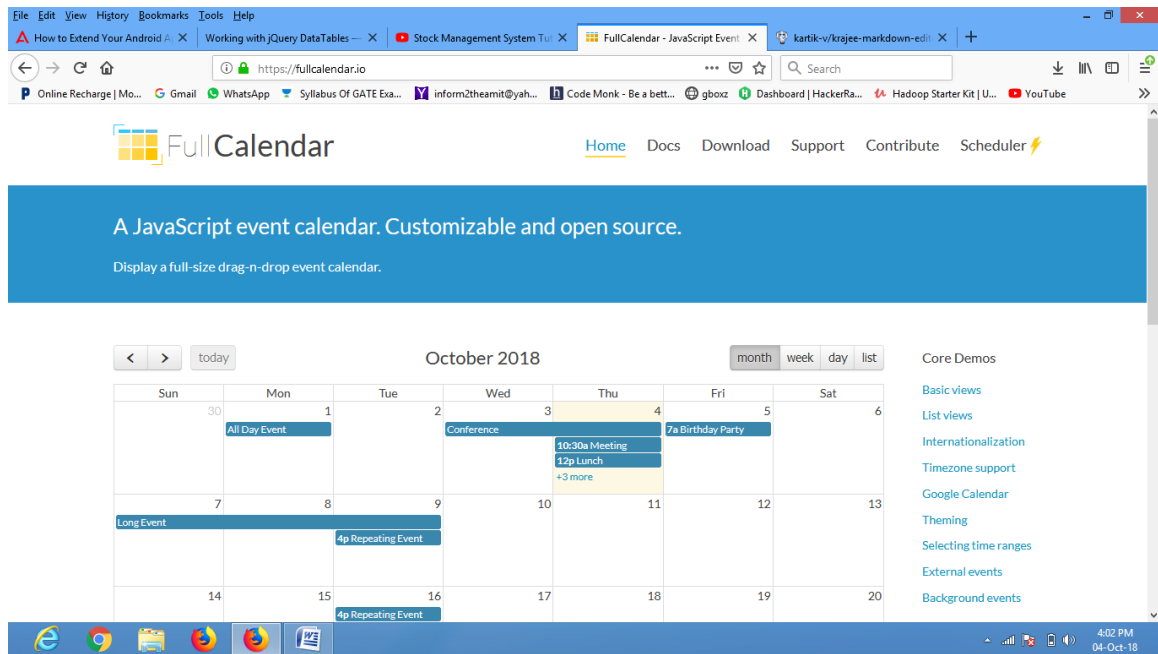 File Edit View History Bookmarks Tools Help
How to Extend Your Android A
Working with jQuery DataTables —
Stock Management System Tut
FullCalendar - JavaScript Event
kartik-v/krajee-markdown-edit
https://fullcalendar.io
Search
Online Recharge | Mo... Gmail WhatsApp Syllabus Of GATE Exa... inform2theamit@yah... Code Monk - Be a bett... gboxz Dashboard | HackerRa... Hadoop Starter Kit | U... YouTube
FullCalendar
Home Docs Download Support Contribute Scheduler
A JavaScript event calendar. Customizable and open source.
Display a full-size drag-n-drop event calendar.
today October 2018 month week day list
Sun Mon Tue Wed Thu Fri Sat
30 1 2 3 4 5 6
All Day Event Conference 7a Birthday Party
10:30a Meeting
12p Lunch
+3 more
7 8 9 10 11 12 13
Long Event
4p Repeating Event
14 15 16 17 18 19 20
4p Repeating Event
Core Demos
Basic views
List views
Internationalization
Timezone support
Google Calendar
Theming
Selecting time ranges
External events
Background events
4:02 PM
04-Oct-18